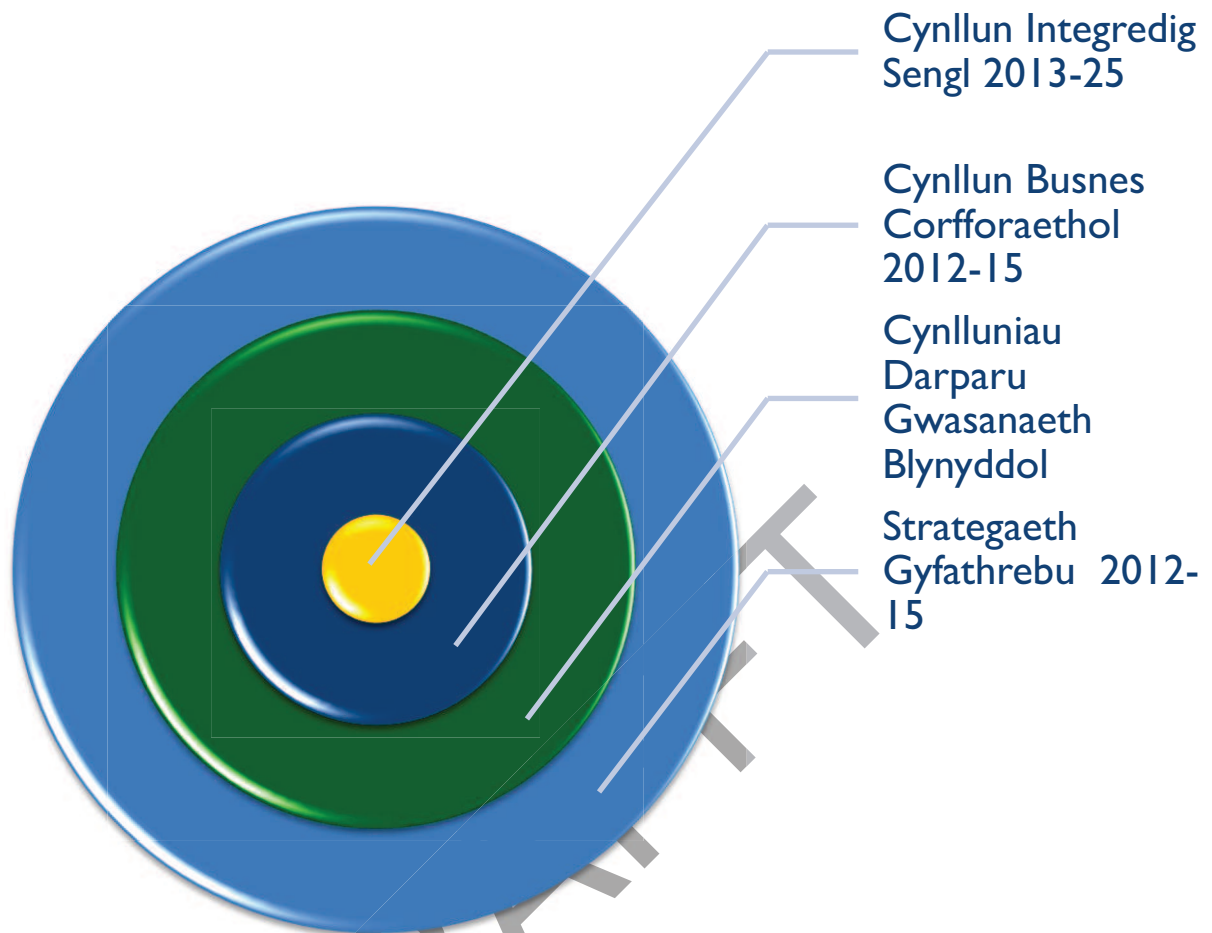 Cynllun Integredig
Sengl 2013-25
Cynllun Busnes
Corfforaethol
2012-15
Cynlluniau
Darparu
Gwasanaeth
Blynyddol
Strategaeth
Gyfathrebu 2012-
15